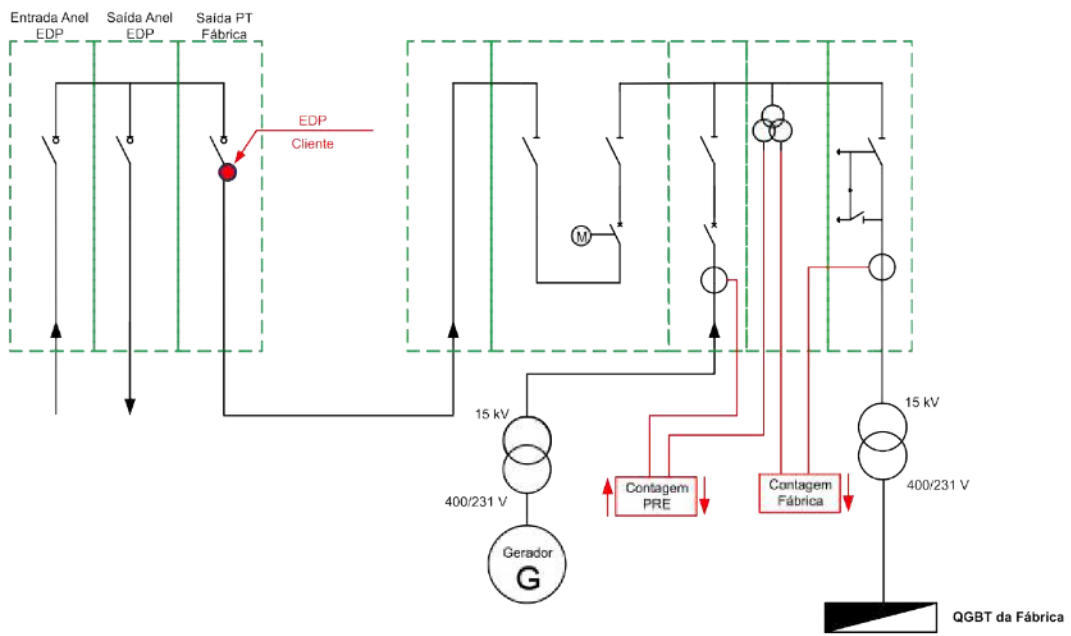 Entrada Anel
EDP
Saída Anel
EDP
Saída PT
Fábrica
EDP
Cliente
M
15 kV
400/231 V
Gerador
G
Contagem
PRE
Contagem
Fábrica
15 kV
400/231 V
QGBT da Fábrica